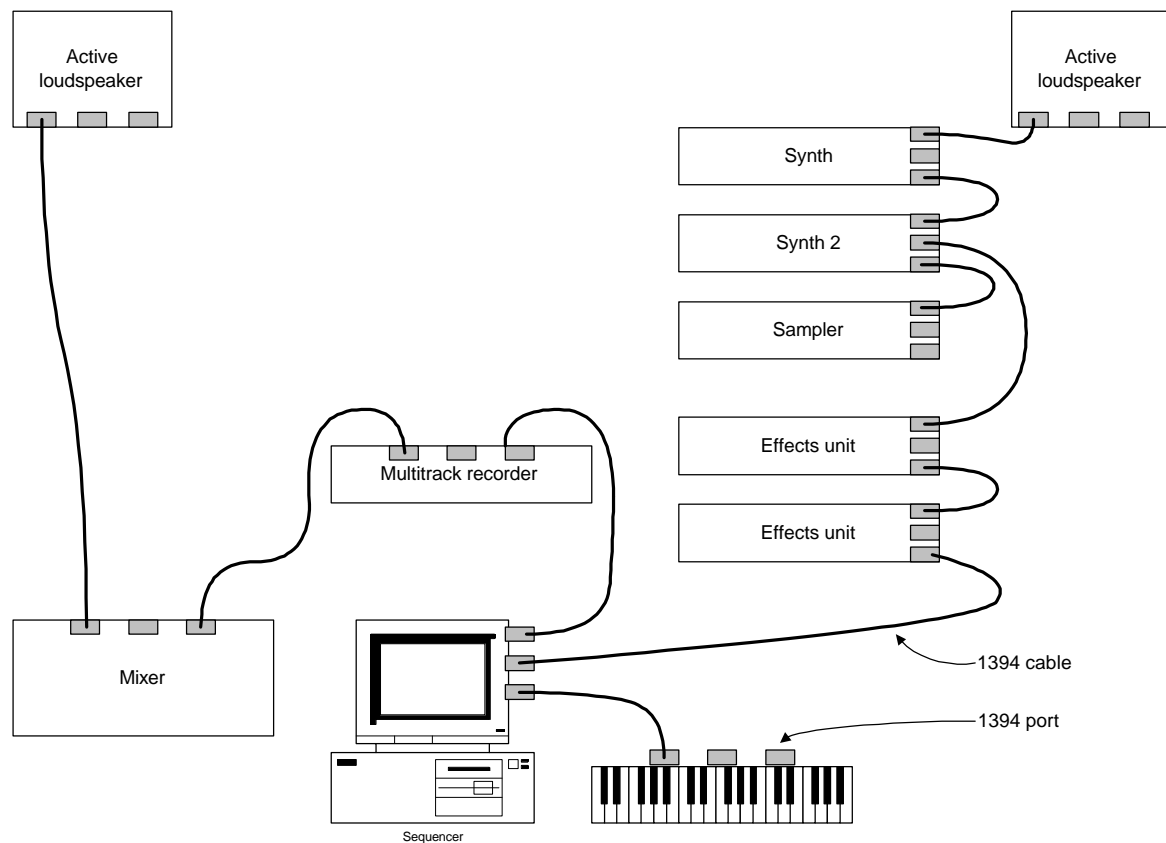 Active
loudspeaker
Active
loudspeaker
Synth
Synth 2
Sampler
Effects unit
Multitrack recorder
Effects unit
1394 cable
Mixer
1394 port
Sequencer